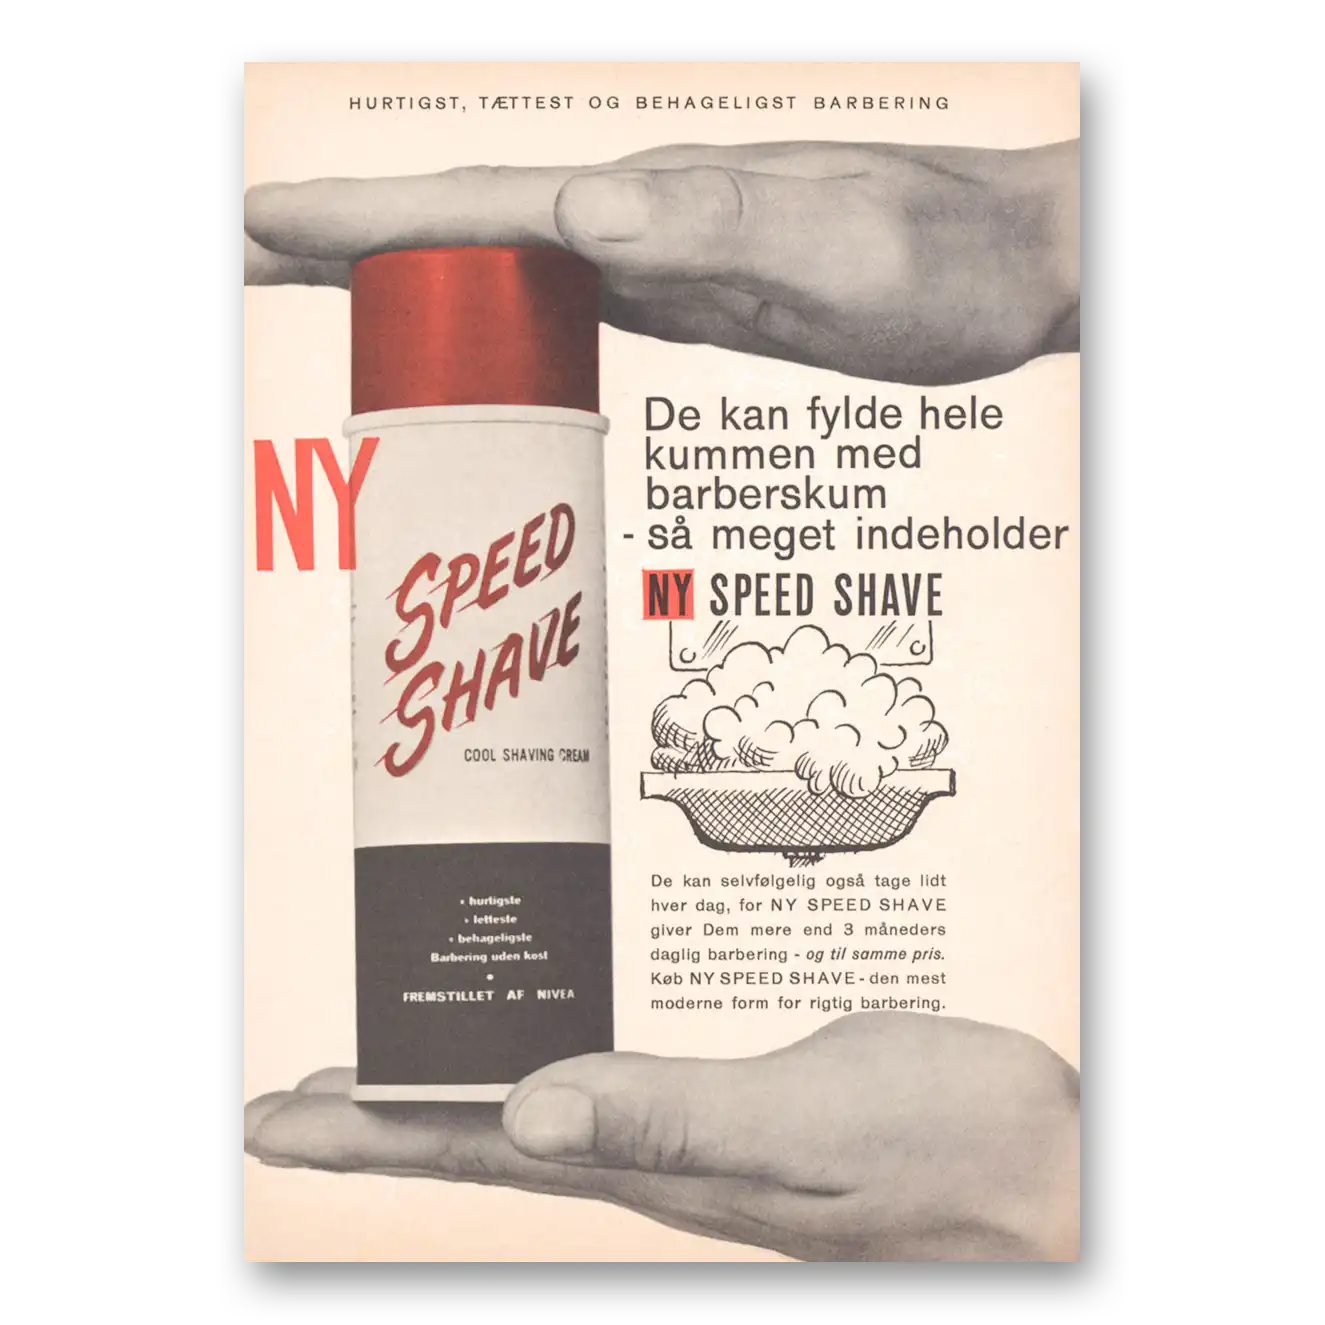 HURTIGST, TÆTTEST OG BEHAGELIGST BARBERING
NY
SPEED
SHAVE
COOL SHAVING CREAM
• hurtigste
• letteste
• behageligste
Barbering uden kost
•
FREMSTILLET AF NIVEA
De kan fylde hele
kummen med
barberskum
- så meget indeholder
NY SPEED SHAVE
De kan selvfølgelig også tage lidt
hver dag, for NY SPEED SHAVE
giver Dem mere end 3 måneders
daglig barbering - og til samme pris.
Køb NY SPEED SHAVE - den mest
moderne form for rigtig barbering.